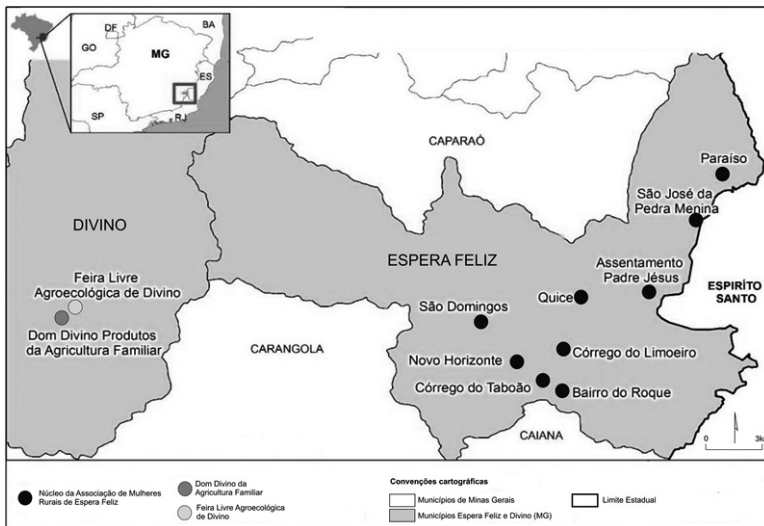 DF
BA
GO
MG
ES
SP
RJ
CAPARAÓ
Paraíso
São José da
Pedra Menina
DIVINO
ESPERA FELIZ
Assentamento
Padre Jésus
Feira Livre
Agroecológica de Divino
ESPÍRITO
SANTO
São Domingos
Quice
Dom Divino Produtos
da Agricultura Familiar
CARANGOLA
Novo Horizonte
Córrego do Limoeiro
Córrego do Taboão
Bairro do Roque
CAIANA
0 3k
Núcleo da Associação de Mulheres
Rurais de Espera Feliz
Dom Divino da
Agricultura Familiar
Feira Livre Agroecológica
de Divino
Convenções cartográficas
Municípios de Minas Gerais
Municípios Espera Feliz e Divino (MG)
Limite Estadual